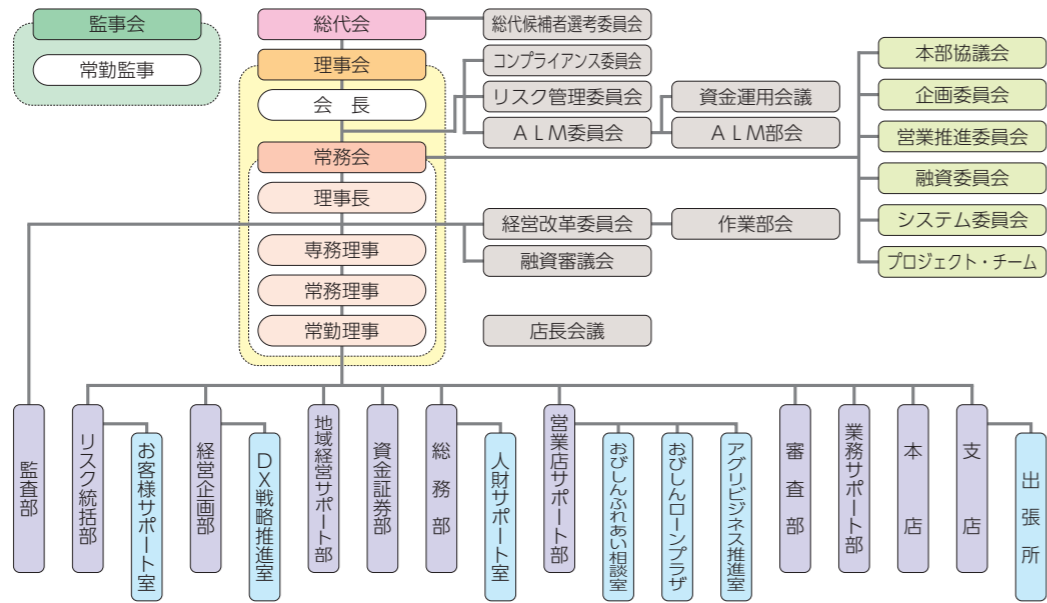 監事会
常勤監事
総代会
総代候補者選考委員会
理事会
会　長
コンプライアンス委員会
リスク管理委員会
資金運用会議
ＡＬＭ委員会
ＡＬＭ部会
常務会
本部協議会
企画委員会
営業推進委員会
融資委員会
システム委員会
プロジェクト・チーム
理事長
経営改革委員会
作業部会
専務理事
融資審議会
常務理事
常勤理事
店長会議
監査部
リスク統括部
お客様サポート室
経営企画部
ＤＸ戦略推進室
地域経営サポート部
資金証券部
総務部
人財サポート室
営業店サポート部
おびしんふれあい相談室
おびしんローンプラザ
アグリビジネス推進室
審査部
業務サポート部
本店
支店
出張所